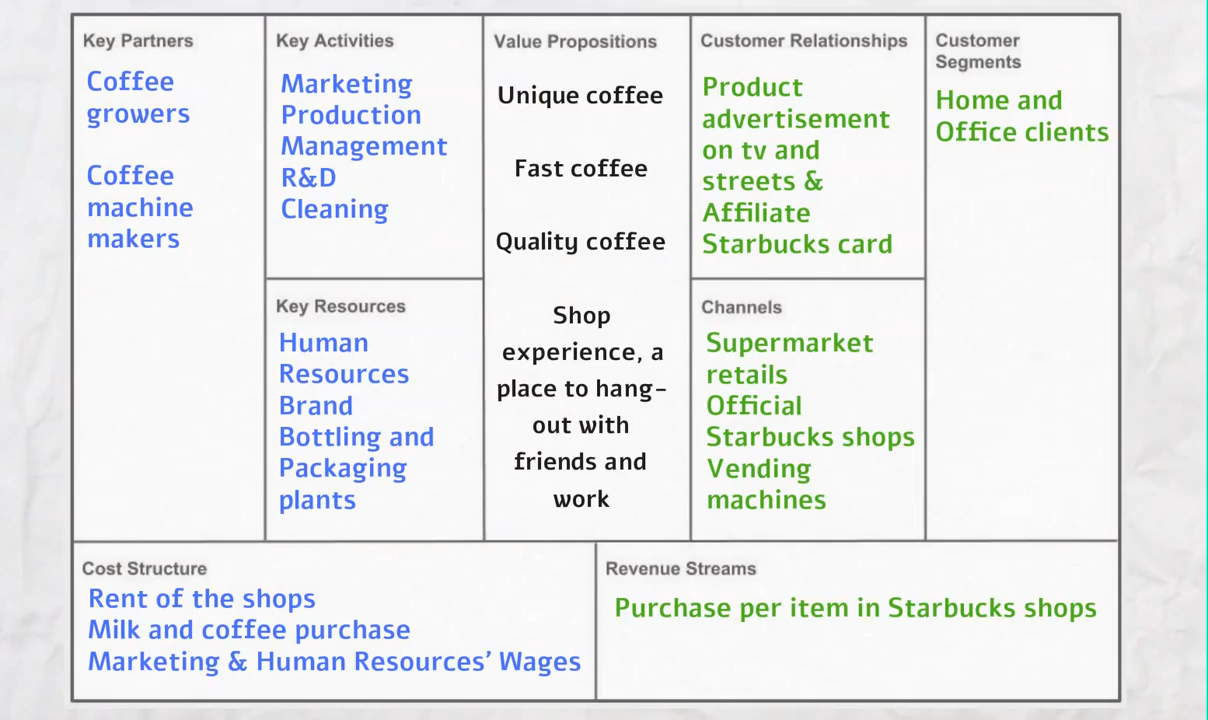 Key Partners
Coffee
growers
Coffee
machine
makers
Key Activities
Marketing
Production
Management
R&D
Cleaning
Key Resources
Human
Resources
Brand
Bottling and
Packaging
plants
Value Propositions
Unique coffee
Fast coffee
Quality coffee
Shop
experience, a
place to hang-
out with
friends and
work
Customer Relationships
Product
advertisement
on tv and
streets &
Affiliate
Starbucks card
Channels
Supermarket
retails
Official
Starbucks shops
Vending
machines
Customer
Segments
Home and
Office clients
Cost Structure
Rent of the shops
Milk and coffee purchase
Marketing & Human Resources' Wages
Revenue Streams
Purchase per item in Starbucks shops